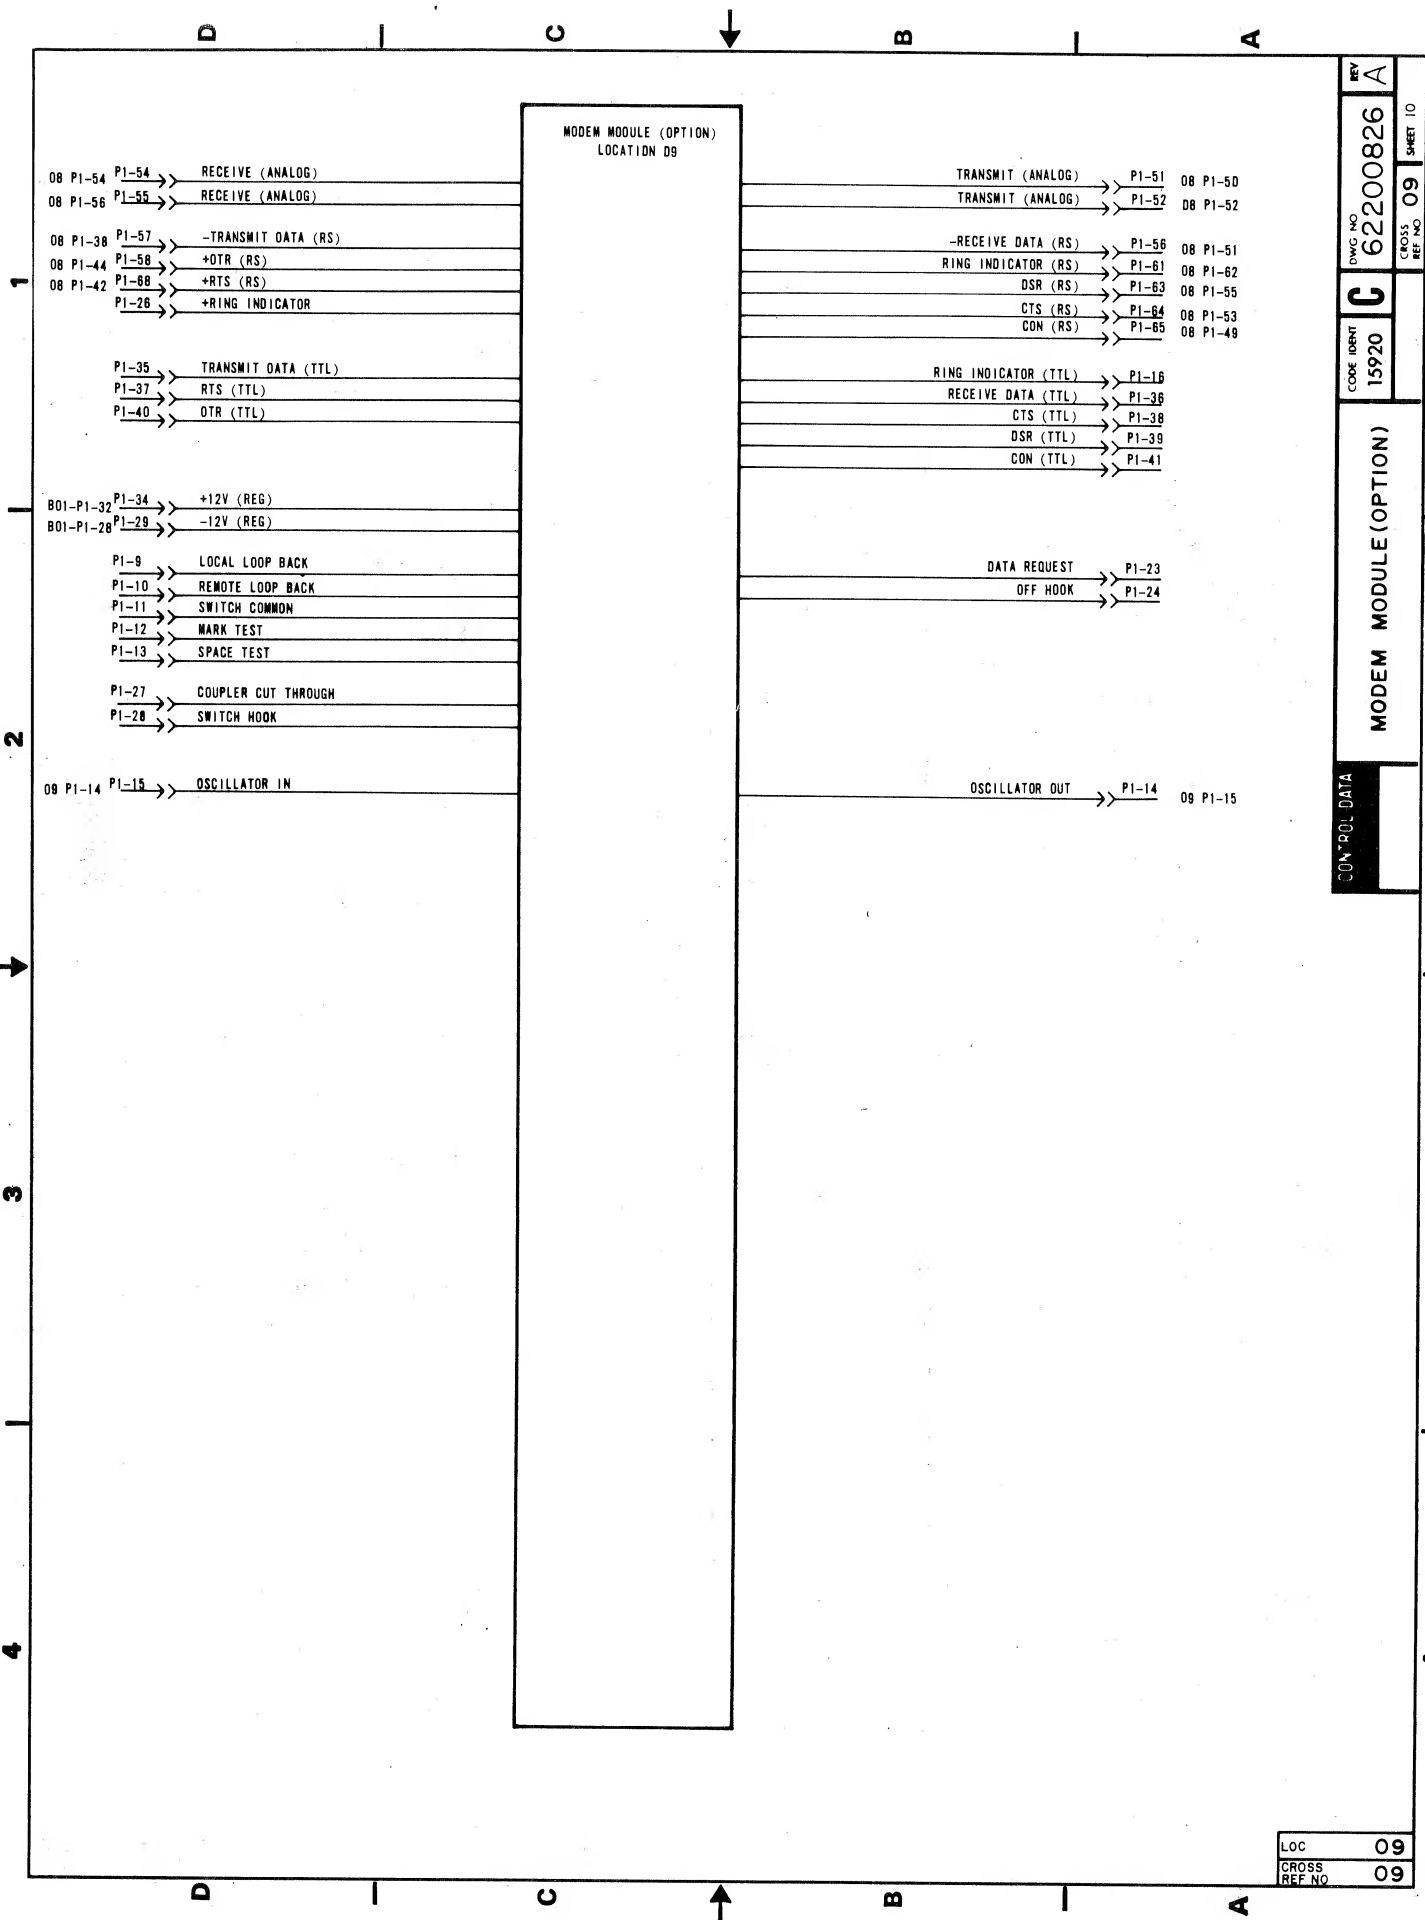 D
C
B
A
MODEM MOOULE (OPTION)
LOCATION D9
08 P1-54 P1-54 RECEIVE (ANALOG)
08 P1-56 P1-55 RECEIVE (ANALOG)
08 P1-38 P1-57 -TRANSMIT OATA (RS)
08 P1-44 P1-58 +OTR (RS)
08 P1-42 P1-68 +RTS (RS)
P1-26 +RING INDICATOR
P1-35 TRANSMIT OATA (TTL)
P1-37 RTS (TTL)
P1-40 OTR (TTL)
B01-P1-32 P1-34 +12V (REG)
B01-P1-28 P1-29 -12V (REG)
P1-9 LOCAL LOOP BACK
P1-10 REMOTE LOOP BACK
P1-11 SWITCH COMMON
P1-12 MARK TEST
P1-13 SPACE TEST
P1-27 COUPLER CUT THROUGH
P1-28 SWITCH HOOK
09 P1-14 P1-15 OSCILLATOR IN
TRANSMIT (ANALOG) P1-51 08 P1-50
TRANSMIT (ANALOG) P1-52 D8 P1-52
-RECEIVE DATA (RS) P1-56 08 P1-51
RING INDICATOR (RS) P1-61 08 P1-62
DSR (RS) P1-63 08 P1-55
CTS (RS) P1-64 08 P1-53
CON (RS) P1-65 08 P1-49
RING INOICATOR (TTL) P1-16
RECEIVE DATA (TTL) P1-36
CTS (TTL) P1-38
DSR (TTL) P1-39
CON (TTL) P1-41
DATA REQUEST P1-23
OFF HOOK P1-24
OSCILLATOR OUT P1-14 09 P1-15
1
2
3
4
CONTROL DATA
MODEM MODULE (OPTION)
CODE IDENT
15920
C
DWG NO
62200826
REV
A
CROSS
REF NO 09
SHEET 10
LOC 09
CROSS
REF NO 09
D
C
B
A